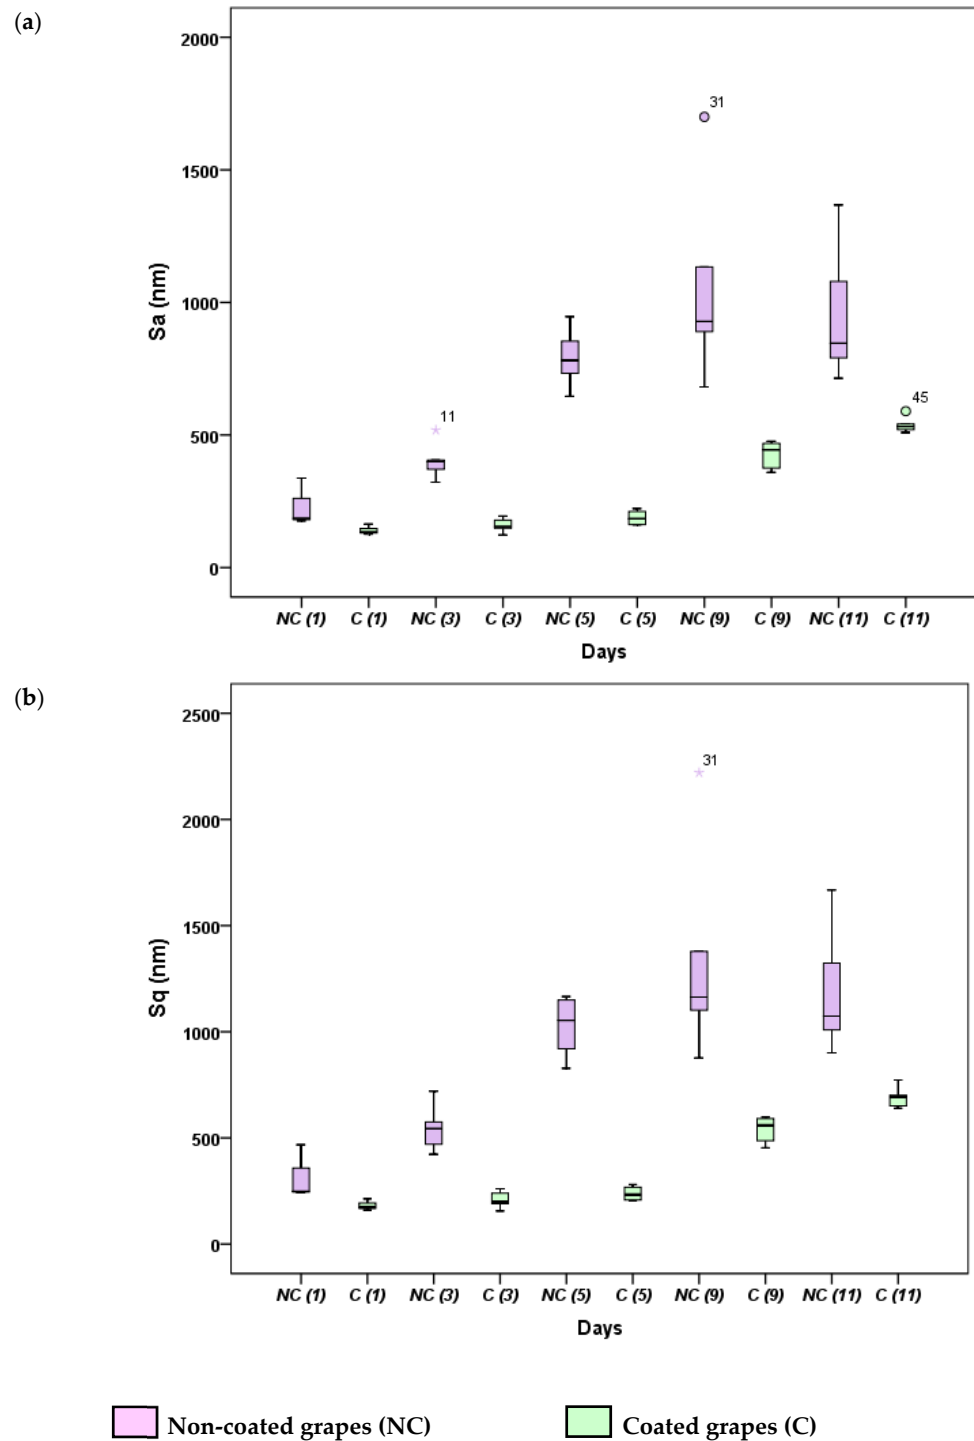 (a)
2000
31
1500
Sa (nm)
1000
11
45
500
0
NC (1) C (1) NC (3) C (3) NC (5) C (5) NC (9) C (9) NC (11) C (11)
Days
(b)
2500
31
2000
1500
Sq (nm)
1000
500
0
NC (1) C (1) NC (3) C (3) NC (5) C (5) NC (9) C (9) NC (11) C (11)
Days
Non-coated grapes (NC) Coated grapes (C)